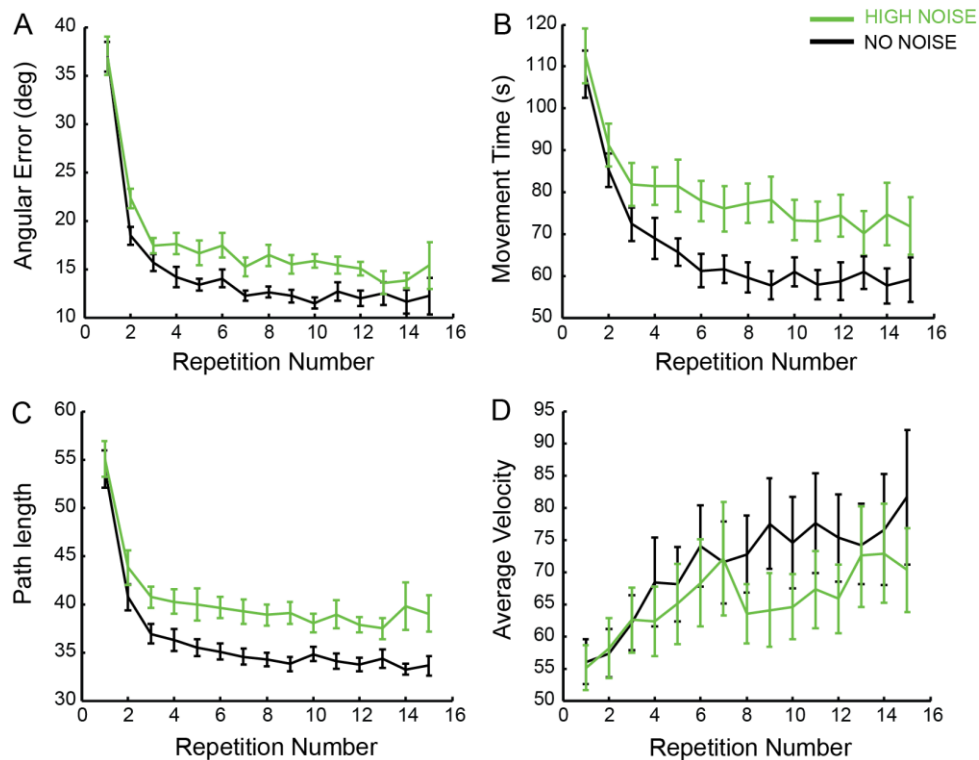 A
Angular Error (deg)
40
35
30
25
20
15
10
0 2 4 6 8 10 12 14 16
Repetition Number
B
HIGH NOISE
NO NOISE
Movement Time (s)
120
110
100
90
80
70
60
50
0 2 4 6 8 10 12 14 16
Repetition Number
C
Path length
60
55
50
45
40
35
30
0 2 4 6 8 10 12 14 16
Repetition Number
D
Average Velocity
95
90
85
80
75
70
65
60
55
50
0 2 4 6 8 10 12 14 16
Repetition Number